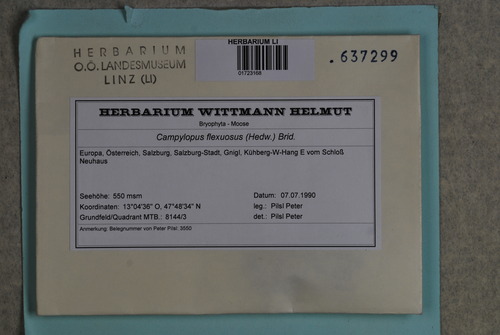 HERBARIUM
O.Ö. LANDESMUSEUM
LINZ (LI)
HERBARIUM LI
01723168
.637299
HERBARIUM WITTMANN HELMUT
Bryophyta - Moose
Campylopus flexuosus (Hedw.) Brid.
Europa, Österreich, Salzburg, Salzburg-Stadt, Gnigl, Kühberg-W-Hang E vom Schloß
Neuhaus
Seehöhe: 550 msm Datum: 07.07.1990
Koordinaten: 13°04'36" O, 47°48'34" N leg.: Pilsl Peter
Grundfeld/Quadrant MTB.: 8144/3 det.: Pilsl Peter
Anmerkung: Belegnummer von Peter Pilsl: 3550